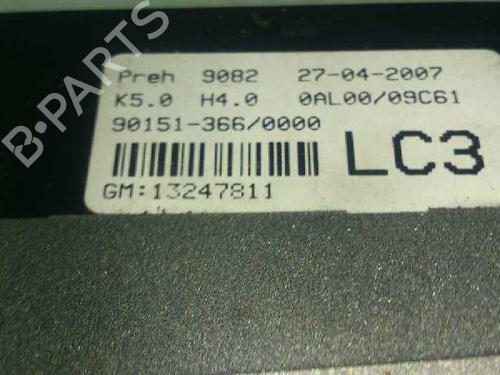 Preh 9082 27-04-2007
K5.0 H4.0 0AL00/09C61
90151-366/0000
LC3
GM:13247811
B-PARTS